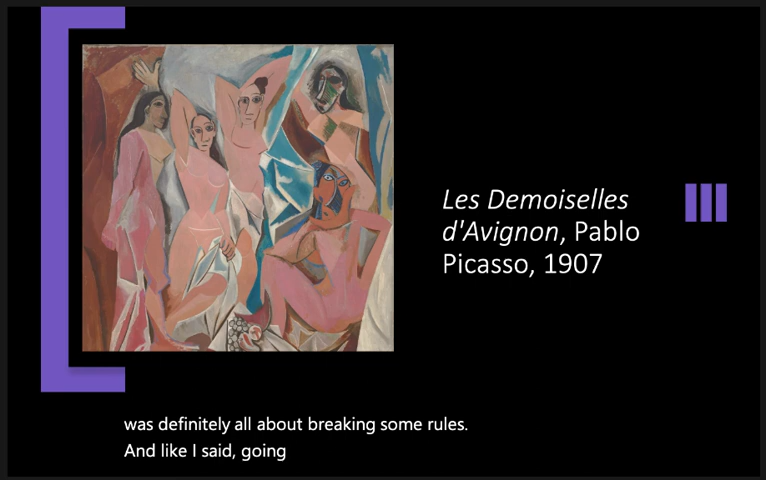 Les Demoiselles
d'Avignon, Pablo
Picasso, 1907
was definitely all about breaking some rules.
And like I said, going